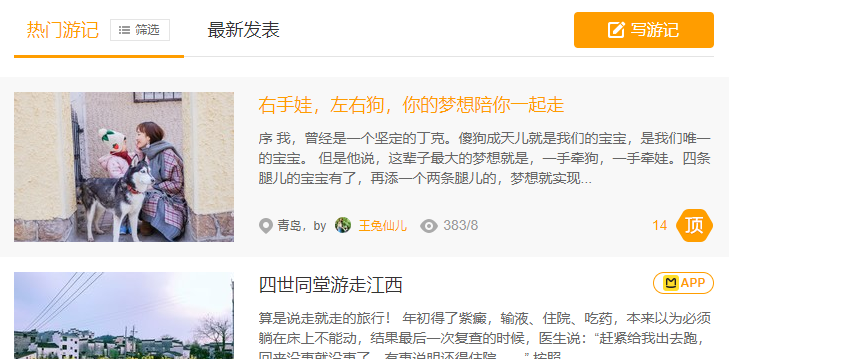 热门游记 筛选 最新发表 写游记
右手娃，左右狗，你的梦想陪你一起走
序 我，曾经是一个坚定的丁克。傻狗成天儿就是我们的宝宝，是我们唯一
的宝宝。 但是他说，这辈子最大的梦想就是，一手牵狗，一手牵娃。四条
腿儿的宝宝有了，再添一个两条腿儿的，梦想就实现...
青岛，by 王兔仙儿 383/8 14 顶
四世同堂游走江西 APP
算是说走就走的旅行！ 年初得了紫癜，输液、住院、吃药，本来以为必须
躺在床上不能动，结果最后一次复查的时候，医生说：“赶紧给我出去跑，
回来没事就没事了，有事说明还得住院……” 按照